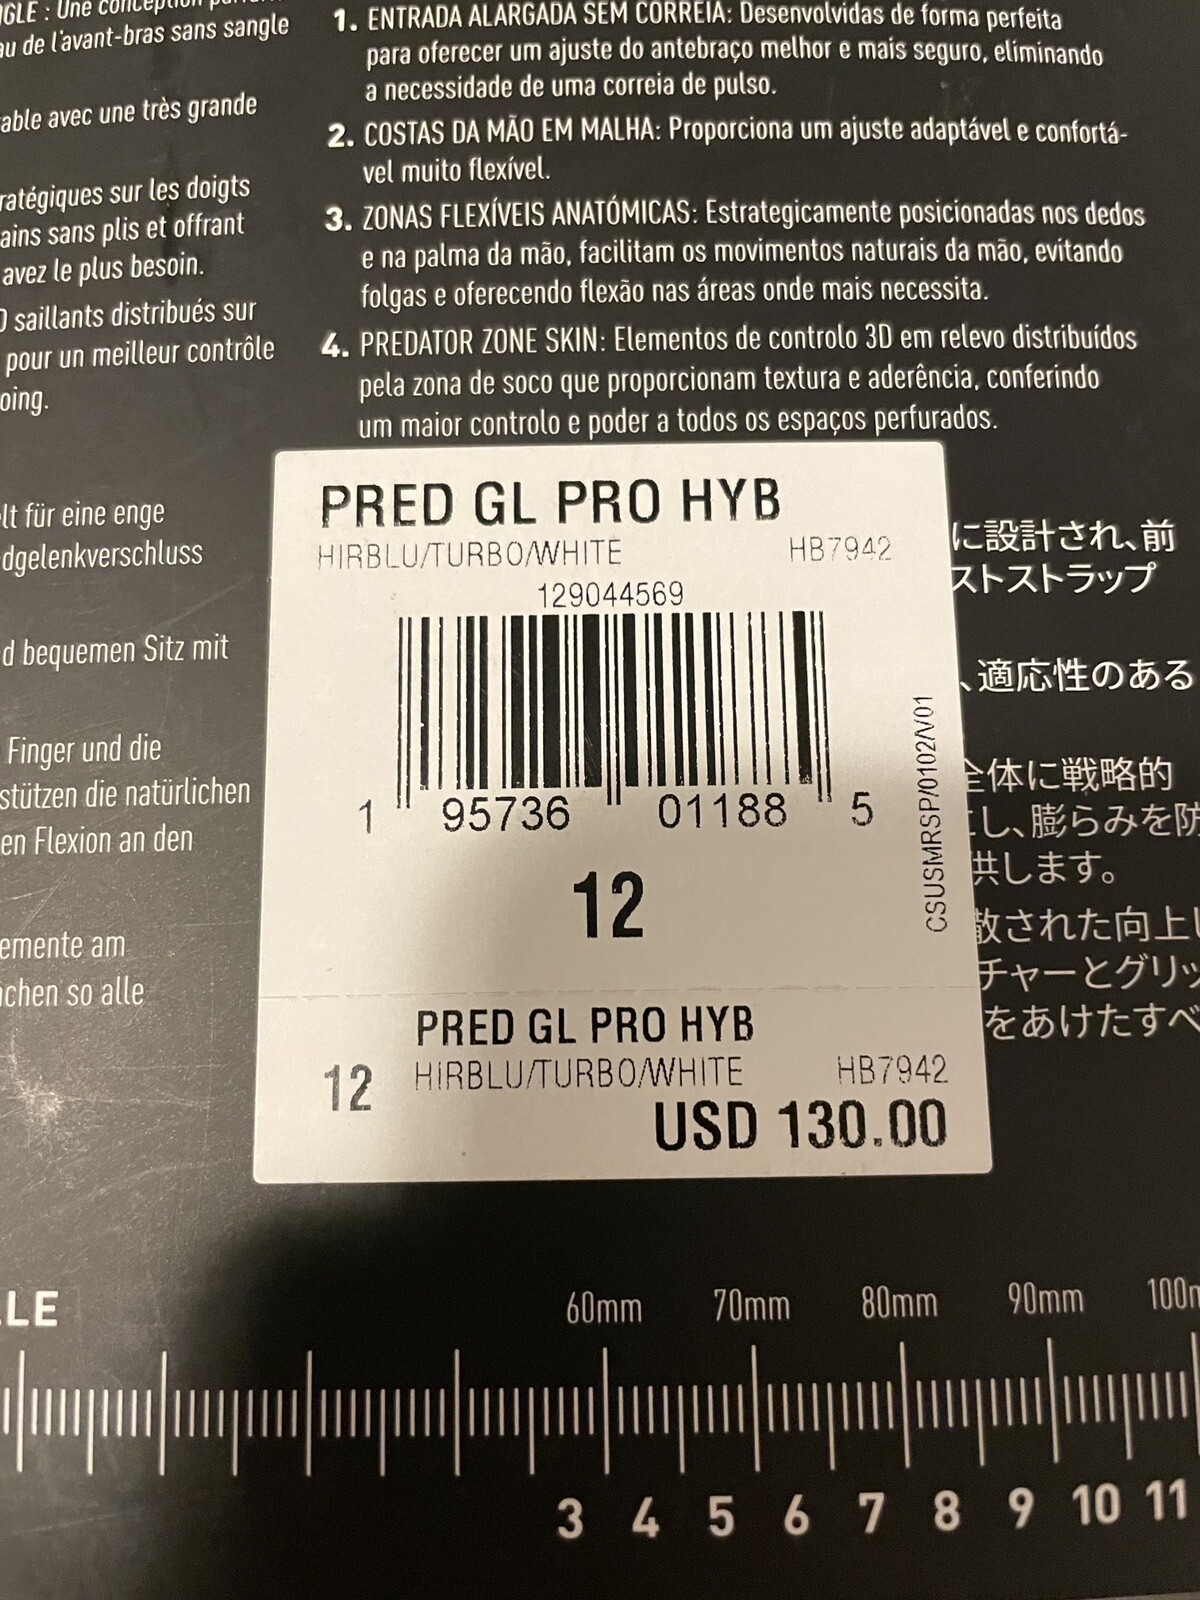 au de l'avant-bras sans sangle
able avec une très grande
ratégiques sur les doigts
ains sans plis et offrant
avez le plus besoin.
saillants distribués sur
pour un meilleur contrôle
oing.
lt für eine enge
dgelenkverschluss
d bequemen Sitz mit
Finger und die
stützen die natürlichen
en Flexion an den
emente am
ächen so alle
1. ENTRADA ALARGADA SEM CORREIA: Desenvolvidas de forma perfeita
para oferecer um ajuste do antebraço melhor e mais seguro, eliminando
a necessidade de uma correia de pulso.
2. COSTAS DA MÃO EM MALHA: Proporciona um ajuste adaptável e confortá-
vel muito flexível.
3. ZONAS FLEXÍVEIS ANATÓMICAS: Estrategicamente posicionadas nos dedos
e na palma da mão, facilitam os movimentos naturais da mão, evitando
folgas e oferecendo flexão nas áreas onde mais necessita.
4. PREDATOR ZONE SKIN: Elementos de controlo 3D em relevo distribuídos
pela zona de soco que proporcionam textura e aderência, conferindo
um maior controlo e poder a todos os espaços perfurados.
に設計され、前
ストストラップ
、適応性のある
全体に戦略的
し、膨らみを防
供します。
散された向上し
チャーとグリッ
をあけたすべ
PRED GL PRO HYB
HIRBLU/TURBO/WHITE HB7942
129044569
1 95736 01188 5
CSUSMRSP/0102/V01
12
PRED GL PRO HYB
12 HIRBLU/TURBO/WHITE HB7942
USD 130.00
LE
60mm 70mm 80mm 90mm 100m
3 4 5 6 7 8 9 10 11